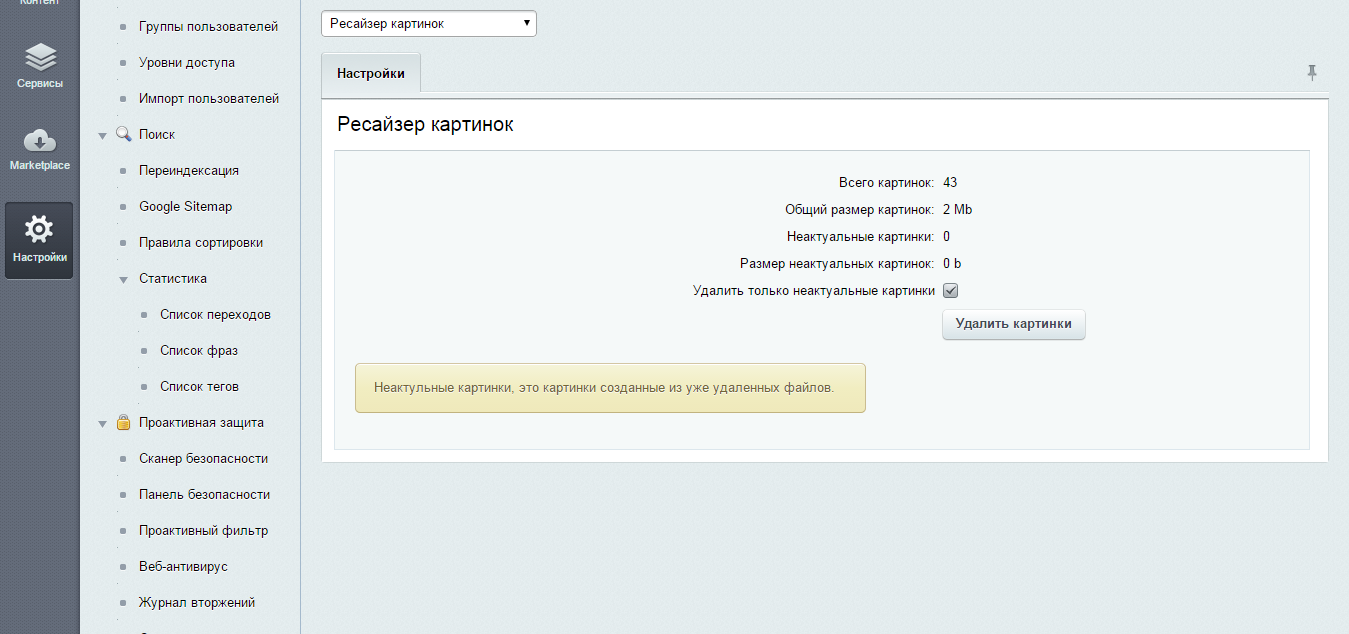 Контент
Сервисы
Marketplace
Настройки
Группы пользователей
Уровни доступа
Импорт пользователей
Поиск
Переиндексация
Google Sitemap
Правила сортировки
Статистика
Список переходов
Список фраз
Список тегов
Проактивная защита
Сканер безопасности
Панель безопасности
Проактивный фильтр
Веб-антивирус
Журнал вторжений
Ресайзер картинок
Настройки
Ресайзер картинок
Всего картинок: 43
Общий размер картинок: 2 Mb
Неактуальные картинки: 0
Размер неактуальных картинок: 0 b
Удалить только неактуальные картинки
Удалить картинки
Неактульные картинки, это картинки созданные из уже удаленных файлов.